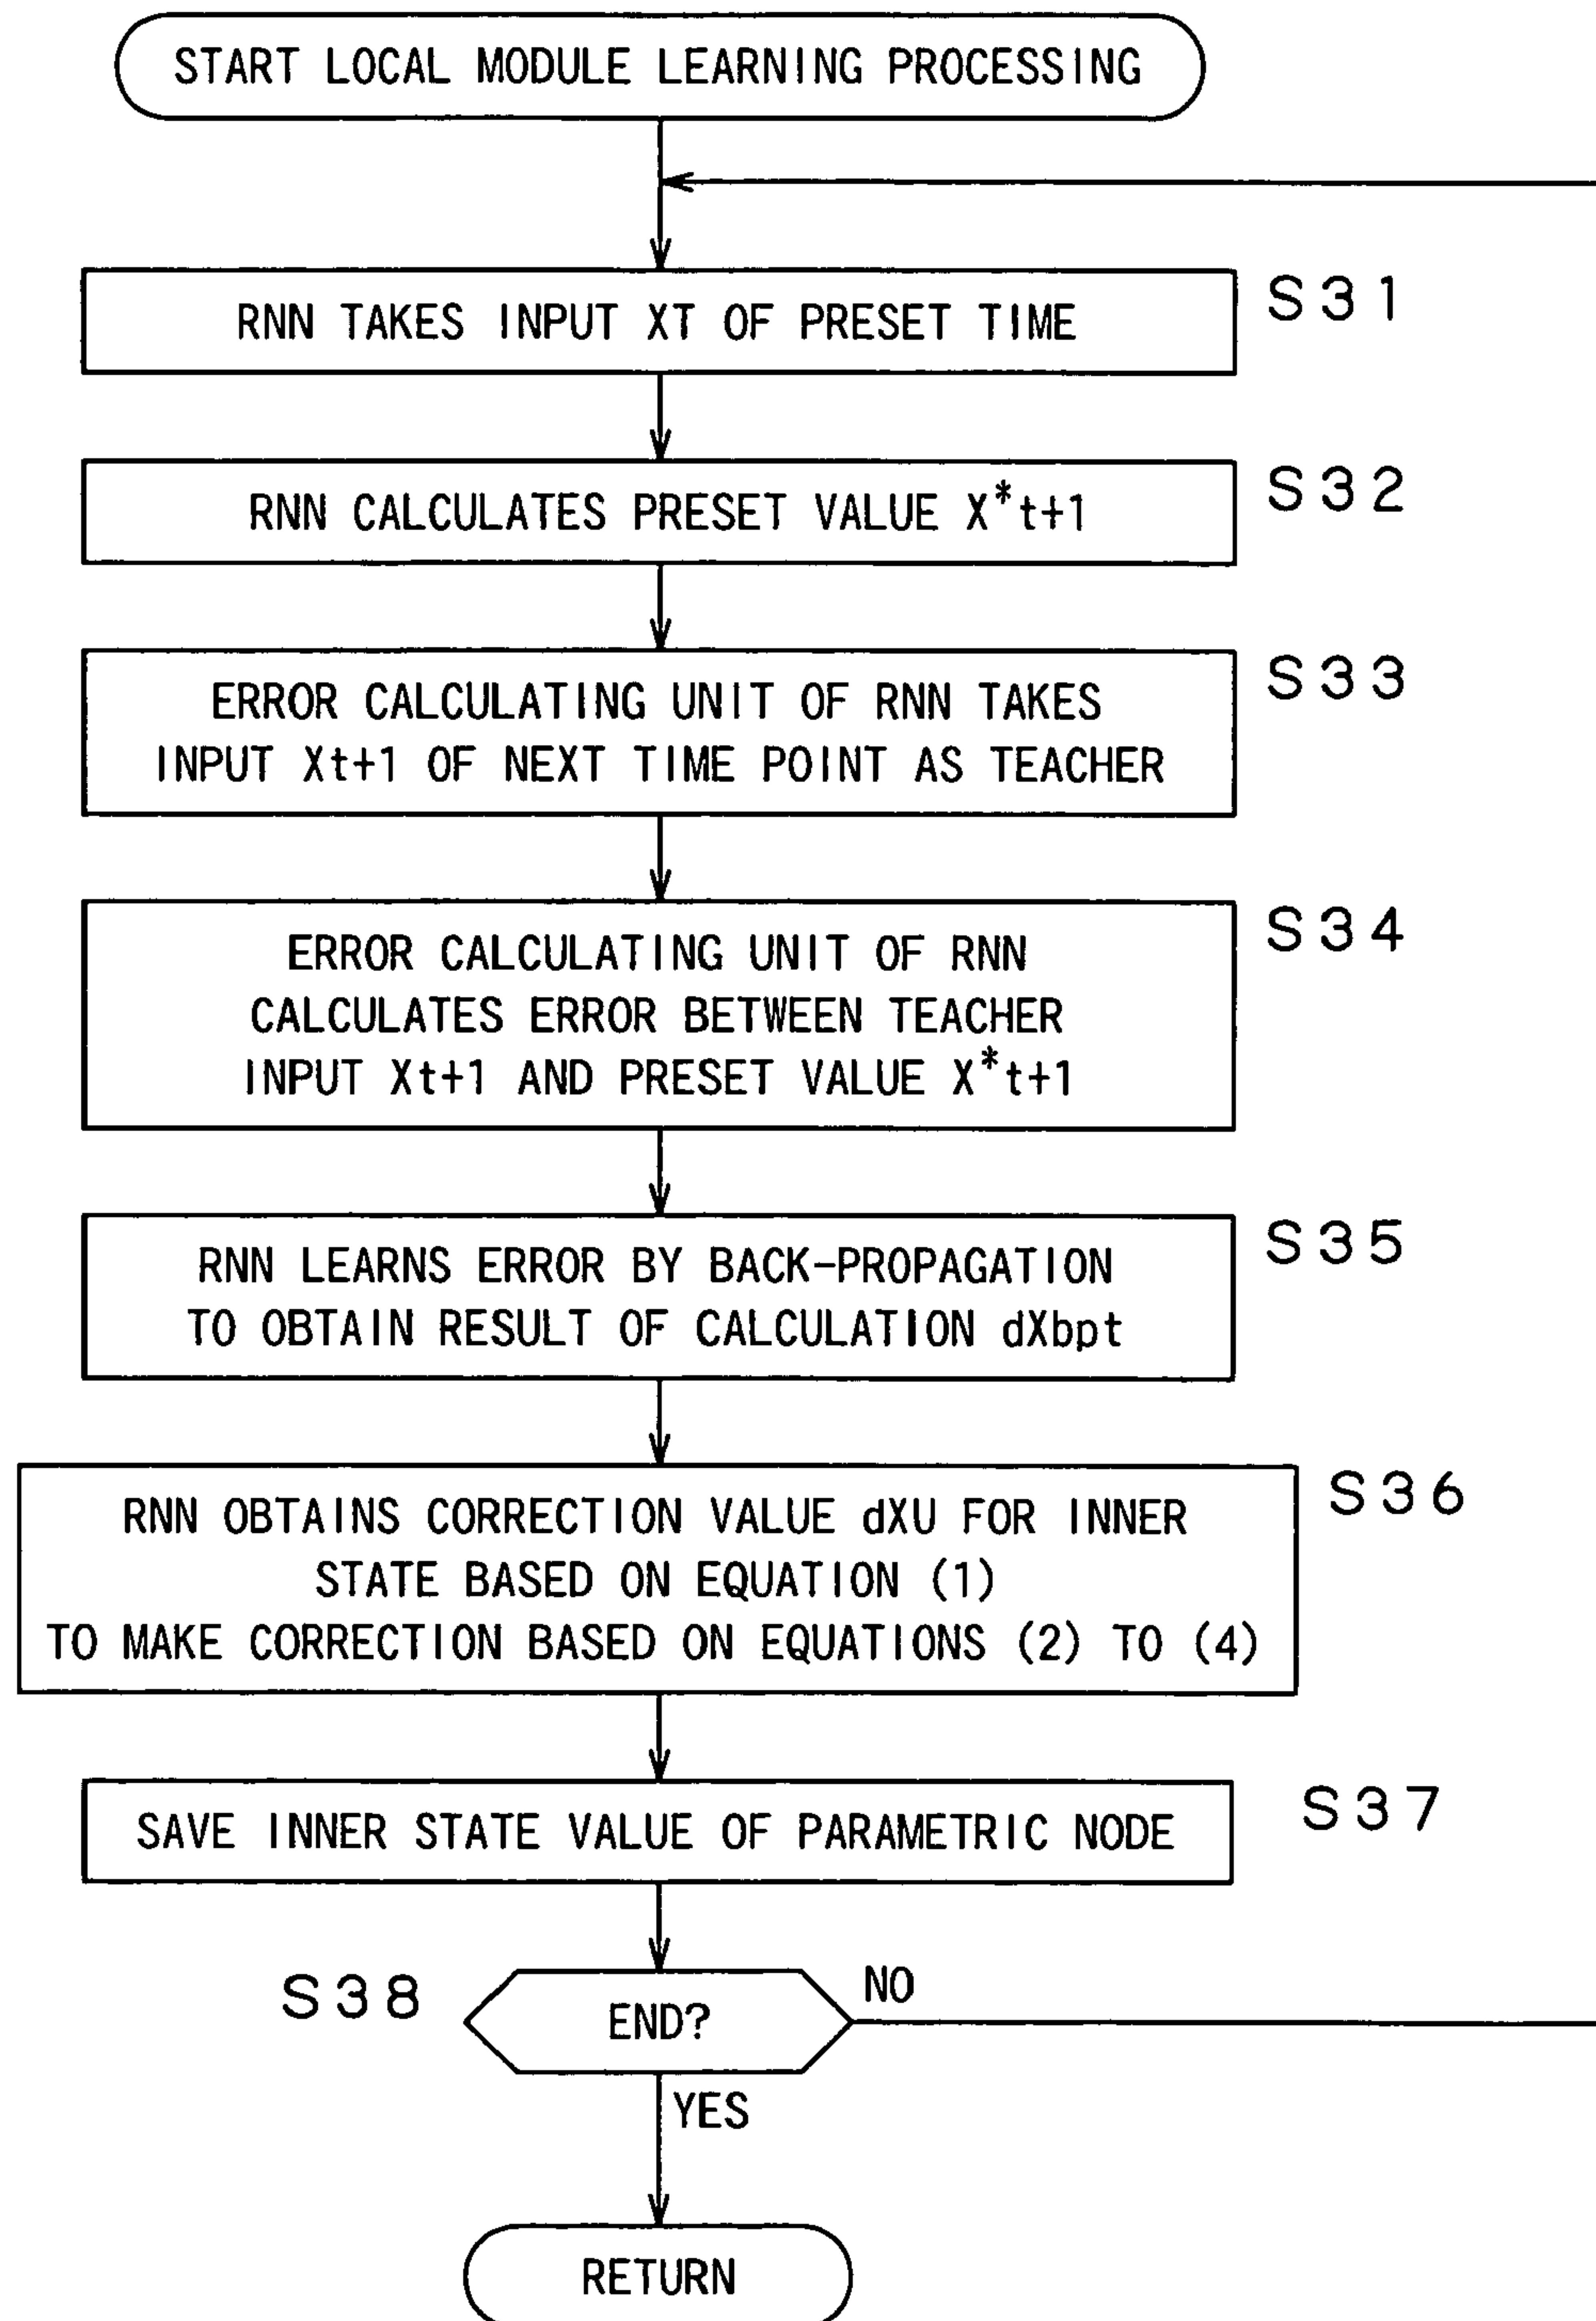 START LOCAL MODULE LEARNING PROCESSING
RNN TAKES INPUT XT OF PRESET TIME
S31
RNN CALCULATES PRESET VALUE X*t+1
S32
ERROR CALCULATING UNIT OF RNN TAKES
INPUT Xt+1 OF NEXT TIME POINT AS TEACHER
S33
ERROR CALCULATING UNIT OF RNN
CALCULATES ERROR BETWEEN TEACHER
INPUT Xt+1 AND PRESET VALUE X*t+1
S34
RNN LEARNS ERROR BY BACK-PROPAGATION
TO OBTAIN RESULT OF CALCULATION dXbpt
S35
RNN OBTAINS CORRECTION VALUE dXU FOR INNER
STATE BASED ON EQUATION (1)
TO MAKE CORRECTION BASED ON EQUATIONS (2) TO (4)
S36
SAVE INNER STATE VALUE OF PARAMETRIC NODE
S37
S38
END?
NO
YES
RETURN